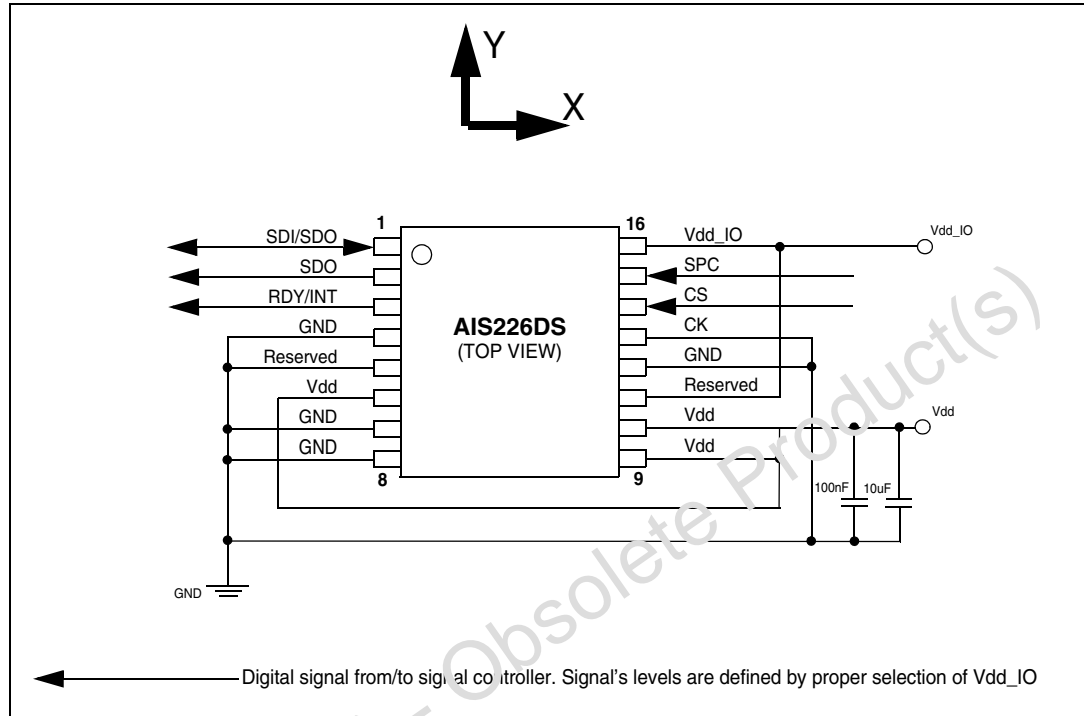 Y
X
1
16
SDI/SDO
SDO
RDY/INT
GND
Reserved
Vdd
GND
GND
8
AIS226DS
(TOP VIEW)
Vdd_IO
SPC
CS
CK
GND
Reserved
Vdd
Vdd
9
Vdd_IO
Vdd
100nF
10uF
GND
Obsolete Product(s)
Digital signal from/to signal controller. Signal's levels are defined by proper selection of Vdd_IO